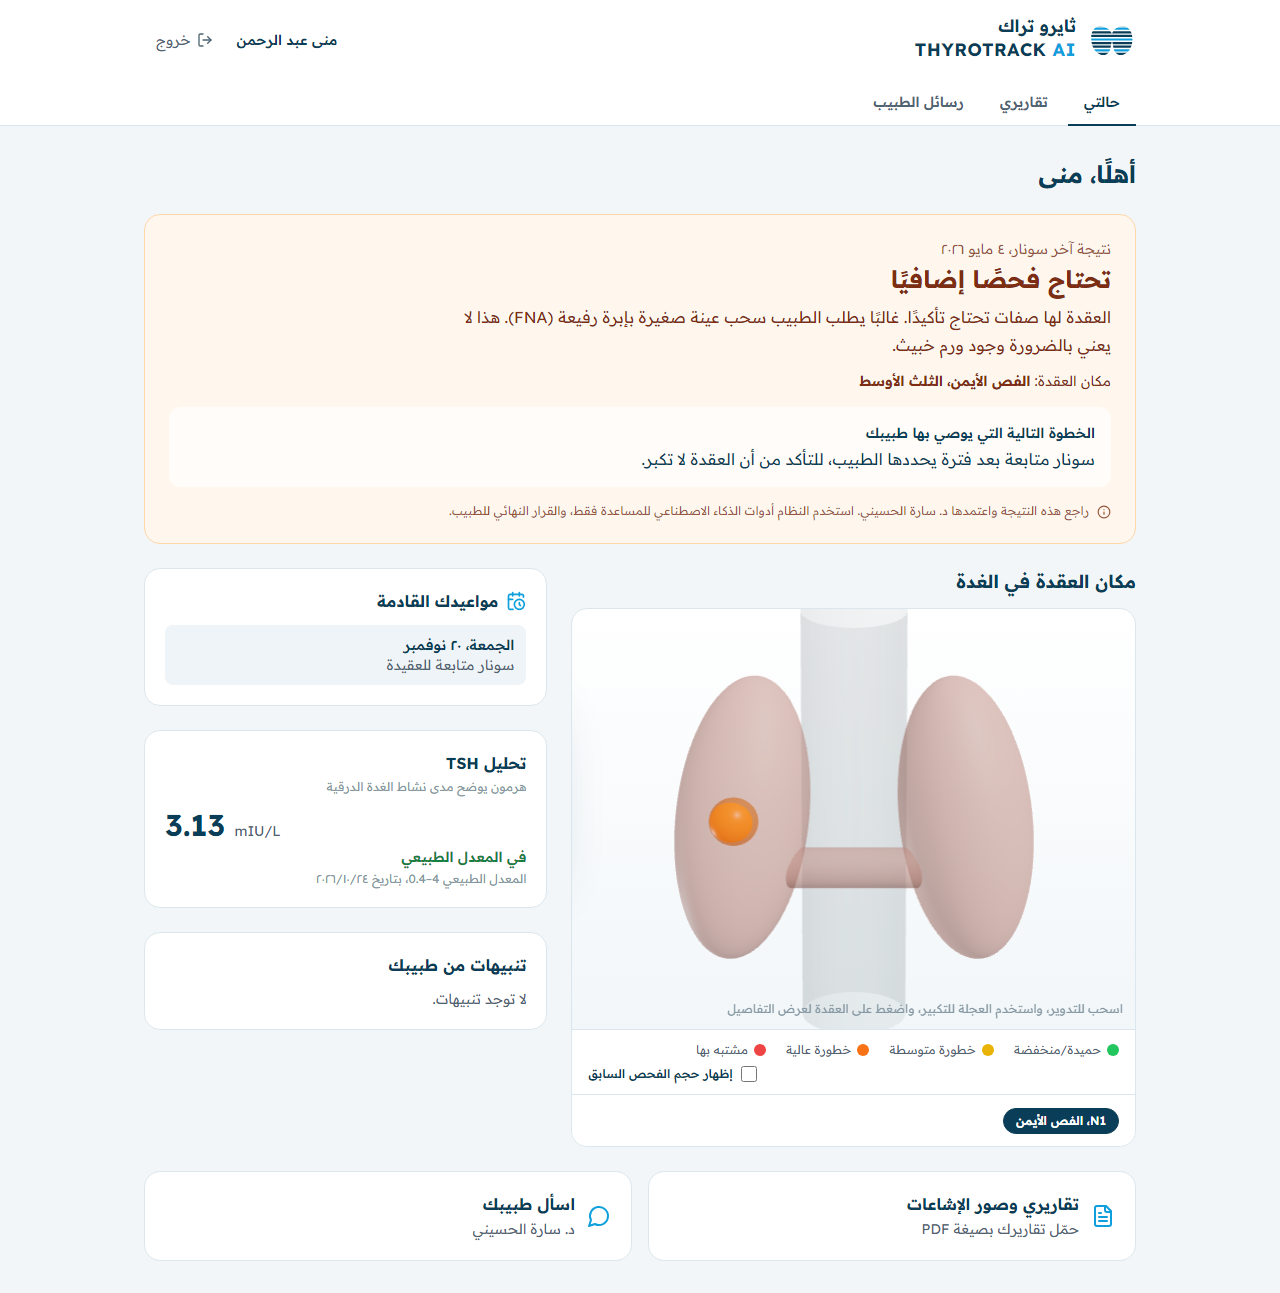 ثايرو تراك
THYROTRACK AI
منى عبد الرحمن
خروج
حالتي
تقاريري
رسائل الطبيب
أهلًا، منى
نتيجة آخر سونار، ٤ مايو ٢٠٢٦
تحتاج فحصًا إضافيًا
العقدة لها صفات تحتاج تأكيدًا. غالبًا يطلب الطبيب سحب عينة صغيرة بإبرة رفيعة (FNA). هذا لا
يعني بالضرورة وجود ورم خبيث.
مكان العقدة: الفص الأيمن، الثلث الأوسط
الخطوة التالية التي يوصي بها طبيبك
سونار متابعة بعد فترة يحددها الطبيب، للتأكد من أن العقدة لا تكبر.
راجع هذه النتيجة واعتمدها د. سارة الحسيني. استخدم النظام أدوات الذكاء الاصطناعي للمساعدة فقط، والقرار النهائي للطبيب.
مكان العقدة في الغدة
اسحب للتدوير، واستخدم العجلة للتكبير، واضغط على العقدة لعرض التفاصيل
حميدة/منخفضة
خطورة متوسطة
خطورة عالية
مشتبه بها
إظهار حجم الفحص السابق
N1، الفص الأيمن
مواعيدك القادمة
الجمعة، ٢٠ نوفمبر
سونار متابعة للعقيدة
تحليل TSH
هرمون يوضح مدى نشاط الغدة الدرقية
3.13 mIU/L
في المعدل الطبيعي
المعدل الطبيعي 4–0.4، بتاريخ ٢٠٢٦/١٠/٢٤
تنبيهات من طبيبك
لا توجد تنبيهات.
تقاريري وصور الإشاعات
حمّل تقاريرك بصيغة PDF
اسأل طبيبك
د. سارة الحسيني